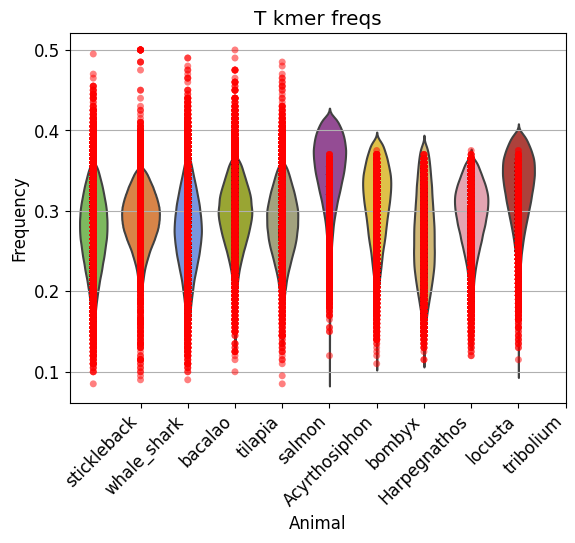 T kmer freqs
Frequency
0.5
0.4
0.3
0.2
0.1
stickleback
whale_shark
bacalao
tilapia
salmon
Acyrthosiphon
bombyx
Harpegnathos
locusta
tribolium
Animal